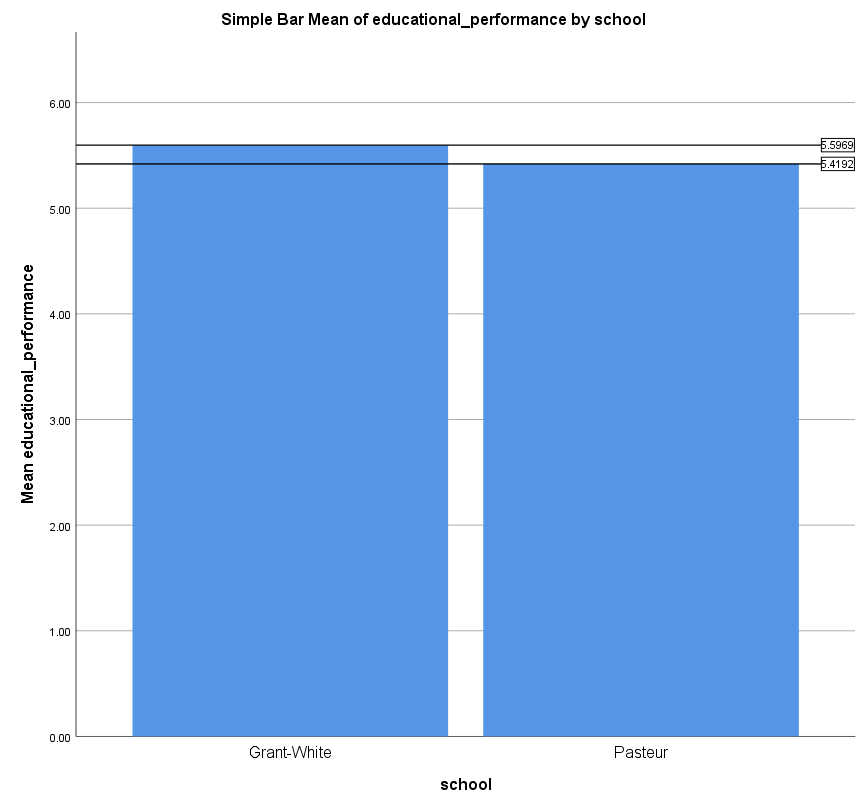 Simple Bar Mean of educational_performance by school
Mean educational_performance
6.00
5.5969
5.4192
5.00
4.00
3.00
2.00
1.00
0.00
Grant-White
Pasteur
school